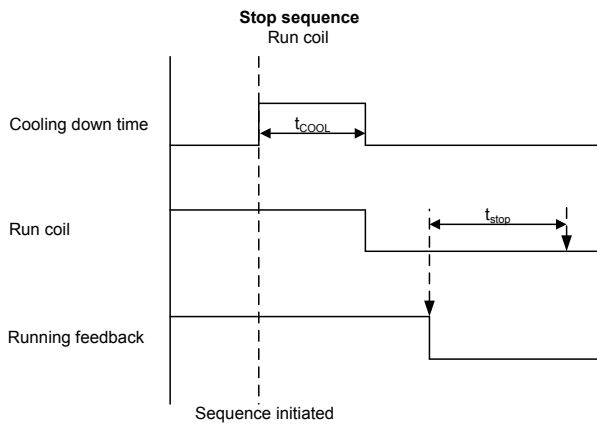 Stop sequence
Run coil
Cooling down time
tCOOL
Run coil
tstop
Running feedback
Sequence initiated